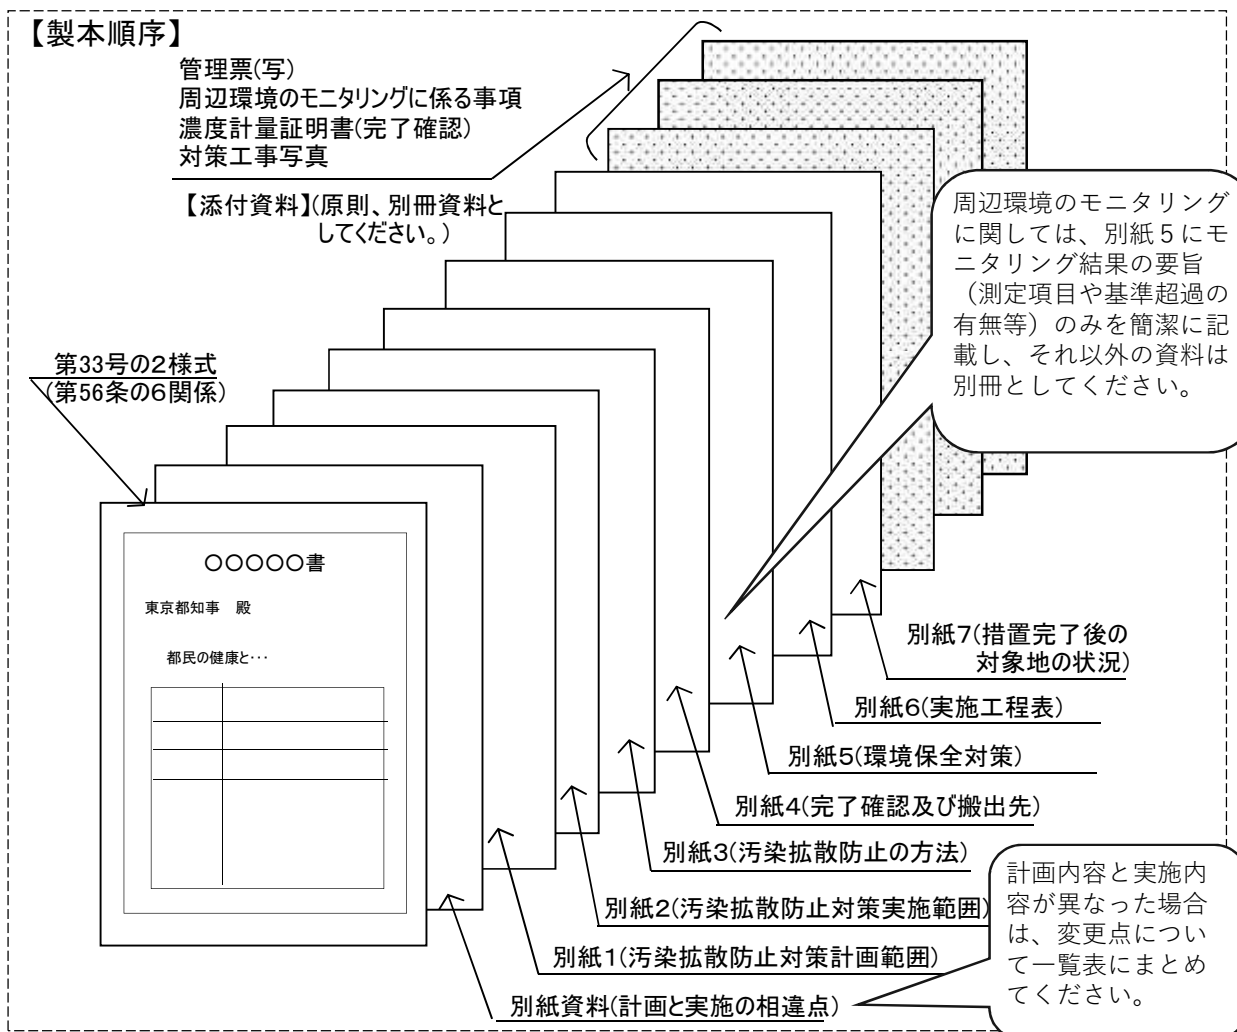 【製本順序】
管理票(写)
周辺環境のモニタリングに係る事項
濃度計量証明書(完了確認)
対策工事写真
【添付資料】(原則、別冊資料と
してください。)
周辺環境のモニタリング
に関しては、別紙５にモ
ニタリング結果の要旨
（測定項目や基準超過の
有無等）のみを簡潔に記
載し、それ以外の資料は
別冊としてください。
第33号の2様式
(第56条の6関係)
○○○○○書
東京都知事　殿
都民の健康と･･･
別紙7(措置完了後の
対象地の状況)
別紙6(実施工程表)
別紙5(環境保全対策)
別紙4(完了確認及び搬出先)
別紙3(汚染拡散防止の方法)
別紙2(汚染拡散防止対策実施範囲)
別紙1(汚染拡散防止対策計画範囲)
別紙資料(計画と実施の相違点)
計画内容と実施内
容が異なった場合
は、変更点につい
て一覧表にまとめ
てください。